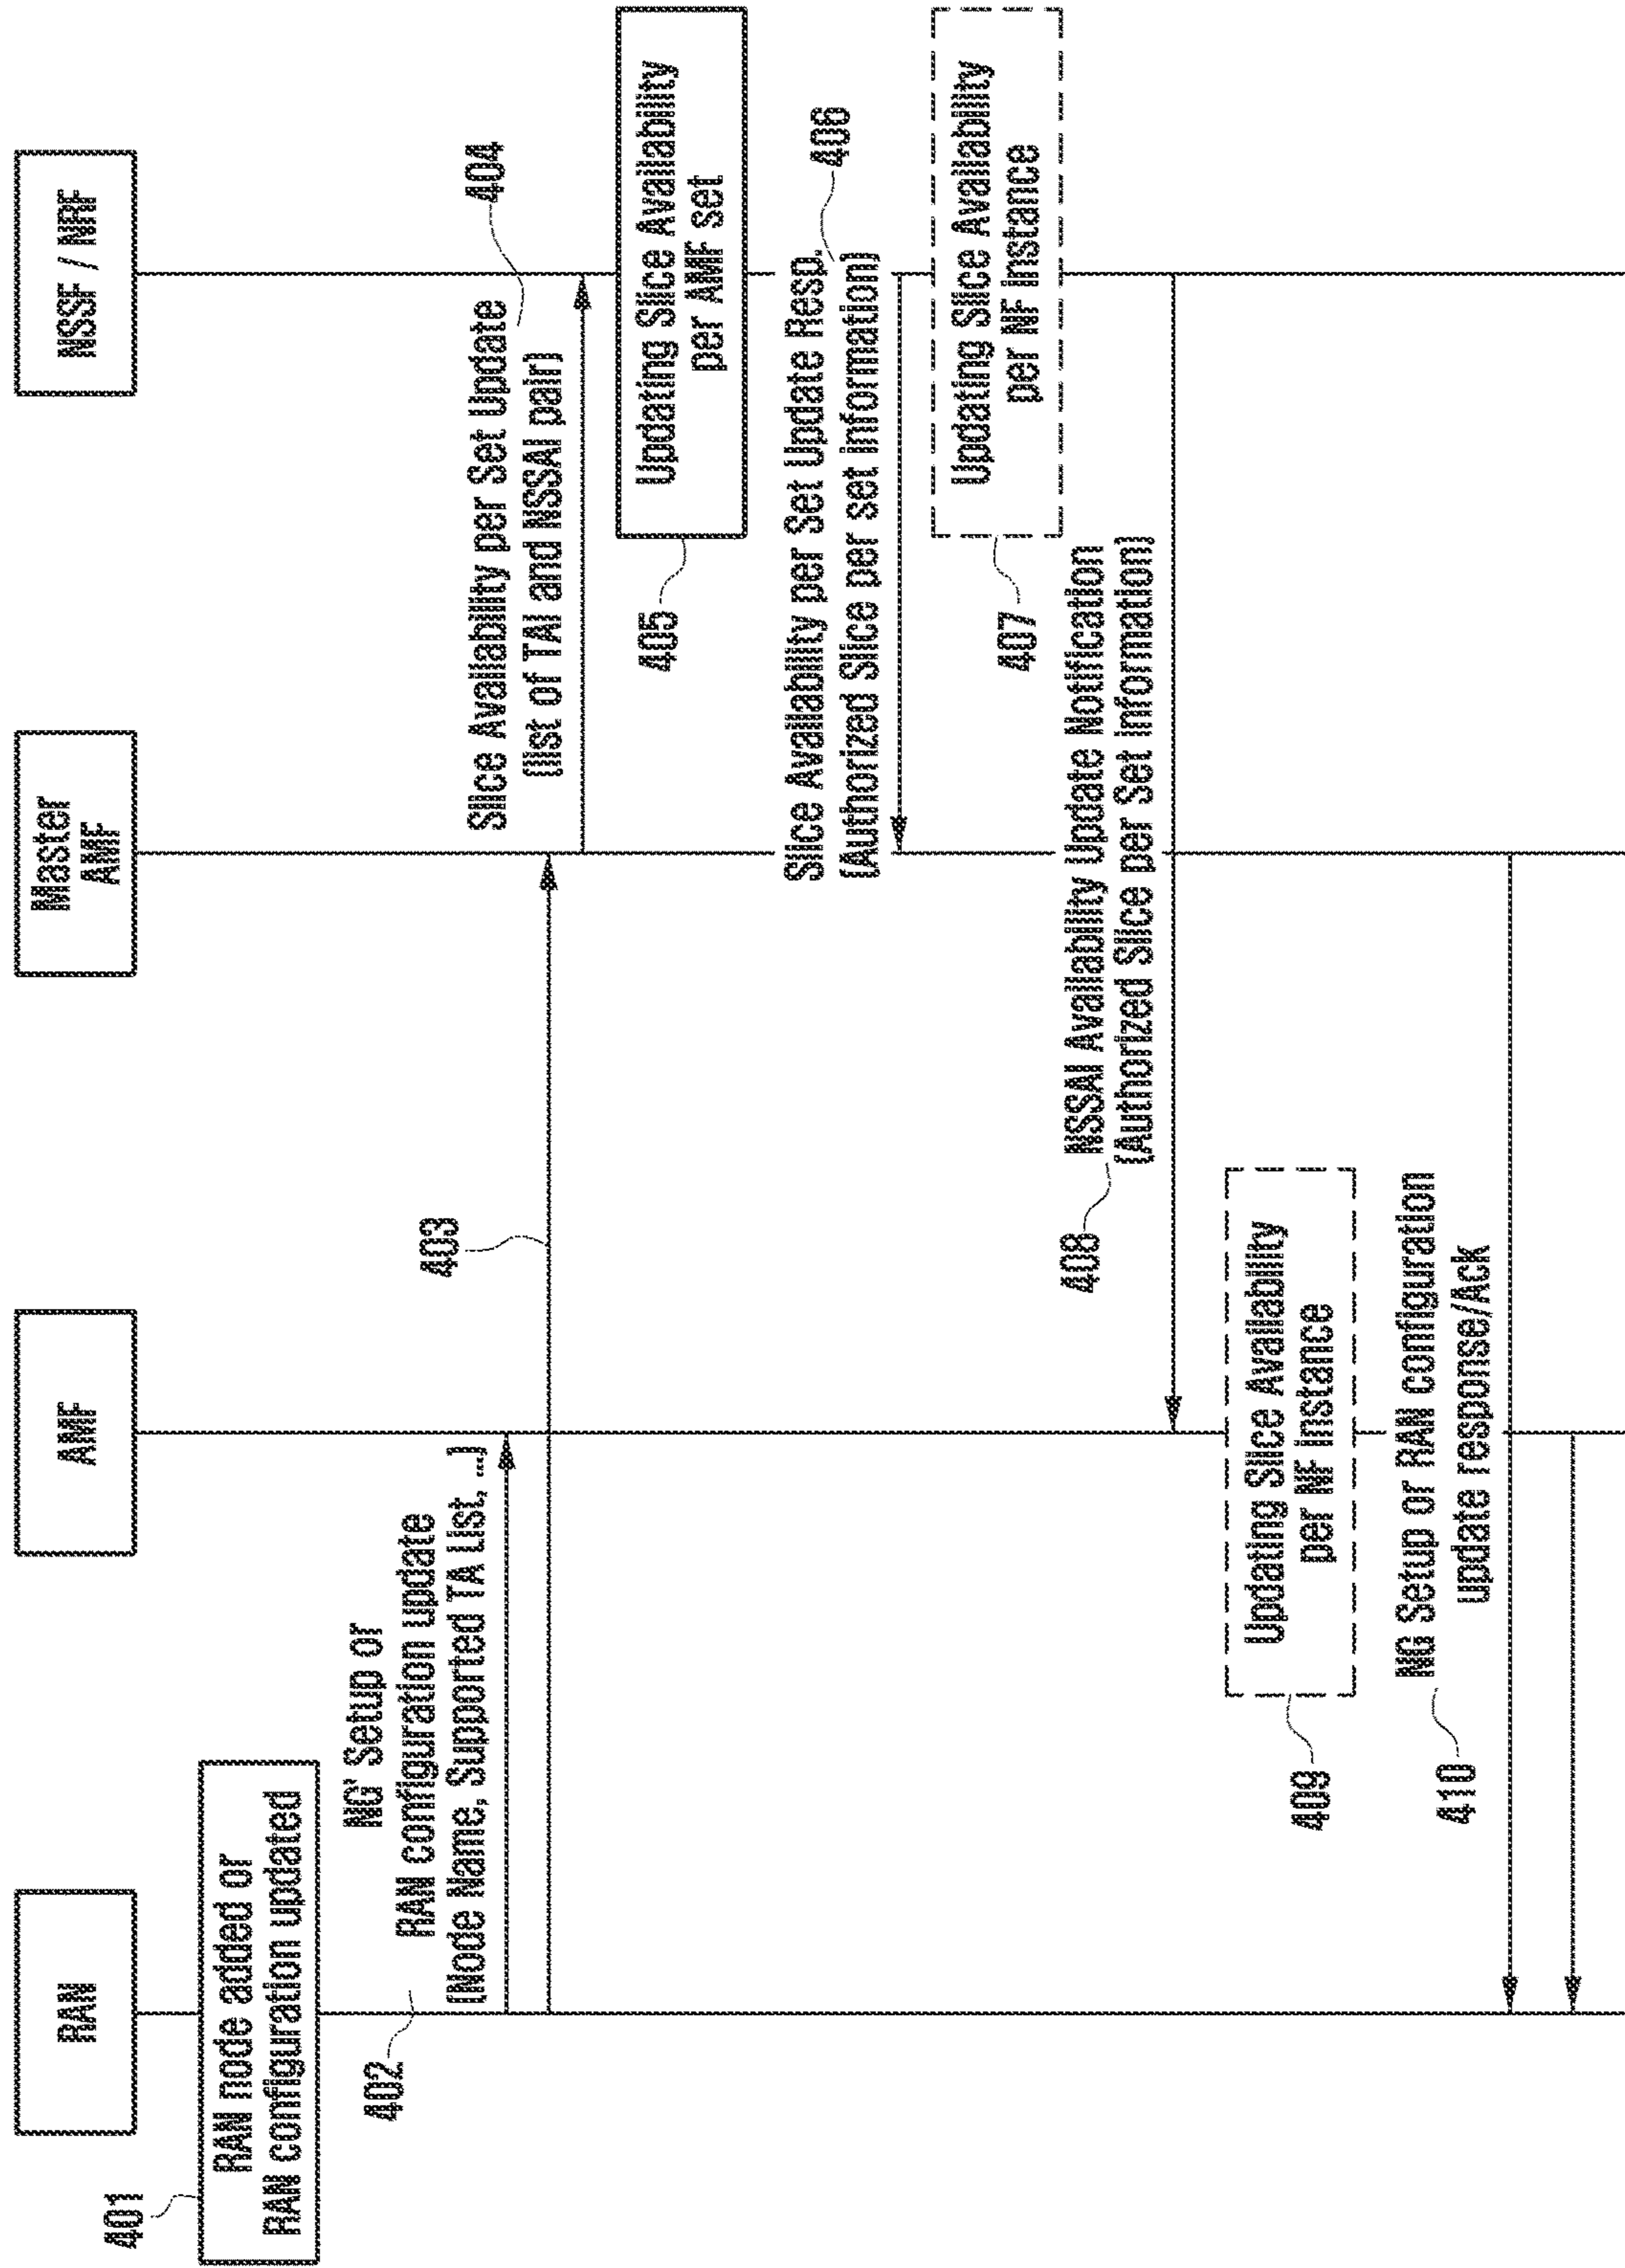 RAN
AMF
Master
AMF
NSSF / NRF
401
RAN node added or
RAN configuration updated
402
NG' Setup or
RAN configuration update
(Node Name, Supported TA List, ...)
403
Slice Availability per Set Update
(list of TAI and NSSAI pair)
404
405
Updating Slice Availability
per AMF set
Slice Availability per Set Update Resp.
(Authorized Slice per set information)
406
407
Updating Slice Availability
per NF instance
408
NSSAI Availability Update Notification
(Authorized Slice per Set Information)
409
Updating Slice Availability
per NF instance
410
NG Setup or RAN configuration
update response/Ack